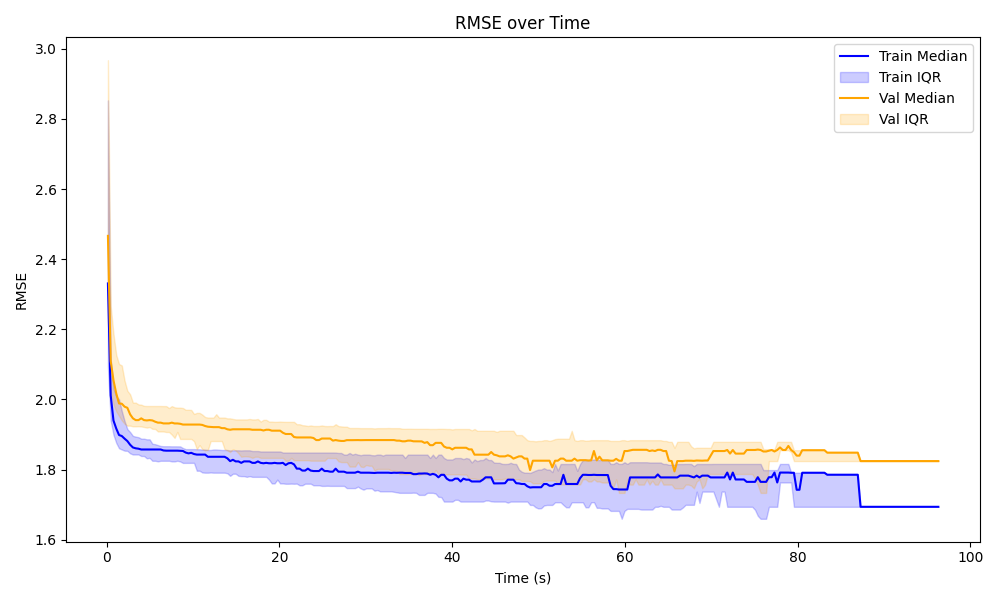 RMSE over Time
3.0
2.8
2.6
2.4
2.2
2.0
1.8
1.6
RMSE
0
20
40
60
80
100
Time (s)
Train Median
Train IQR
Val Median
Val IQR